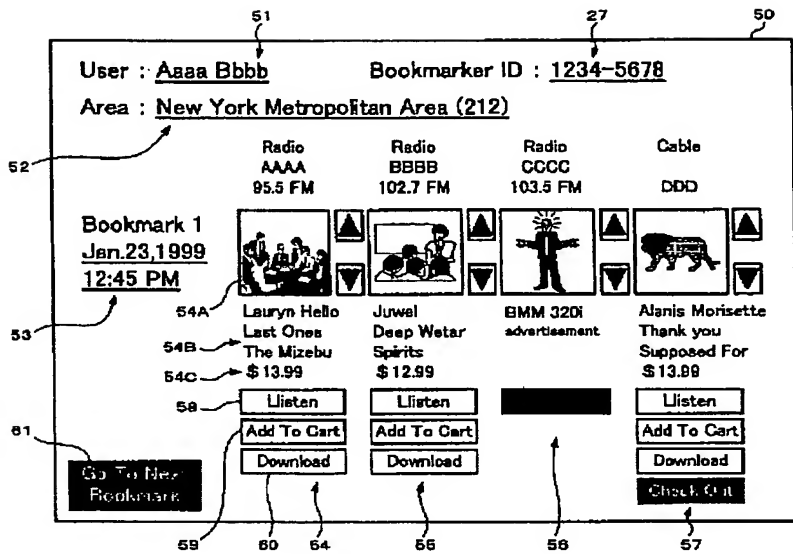 51
27
50
User : Aaaa Bbbb
Bookmarker ID : 1234-5678
Area : New York Metropolitan Area (212)
52
Radio
AAAA
95.5 FM
Radio
BBBB
102.7 FM
Radio
CCCC
103.5 FM
Cable
DDD
Bookmark 1
Jan.23,1999
12:45 PM
53
54A
Lauryn Hello
Last Ones
The Mizebu
$ 13.99
54B
54C
Juwel
Deep Wetar
Spirits
$ 12.99
BMM 320i
advertisement
Alanis Morisette
Thank you
Supposed For
$ 13.99
58
Llisten
Add To Cart
Download
Llisten
Add To Cart
Download
Llisten
Add To Cart
Download
Check Out
61
Go To Next
Bookmark
59
60
54
55
56
57